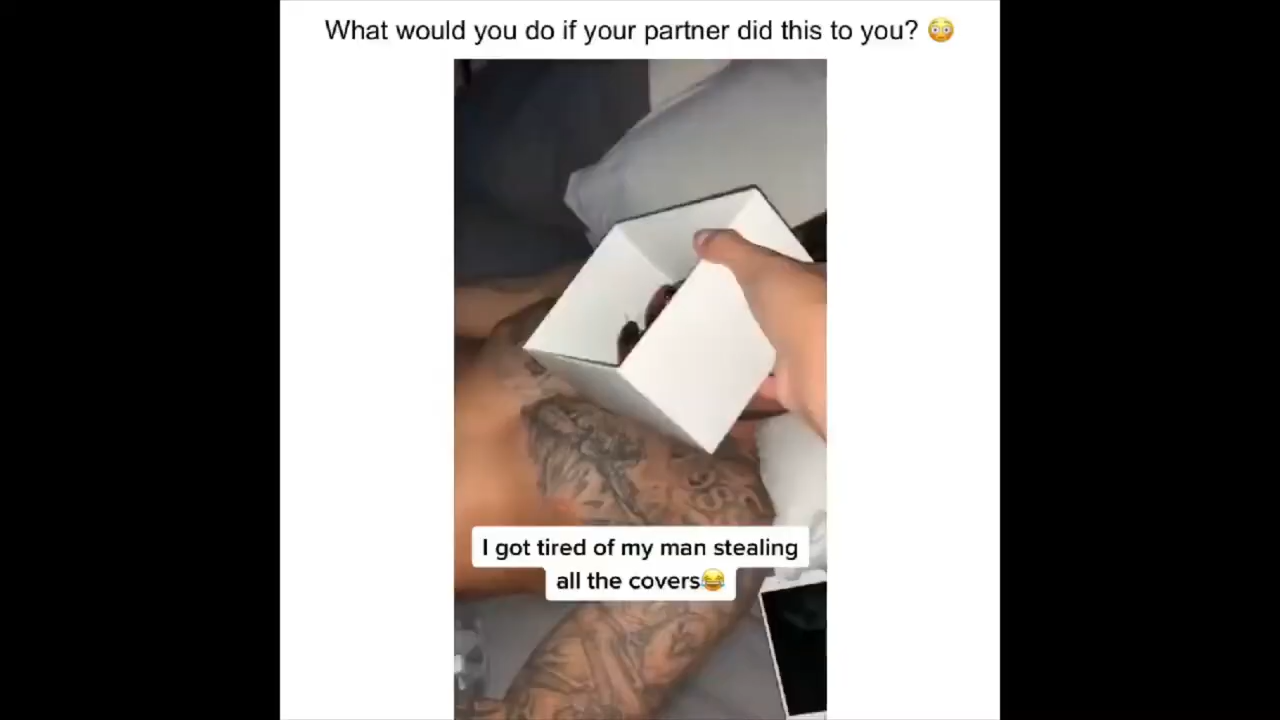 What would you do if your partner did this to you? 😳
I got tired of my man stealing
all the covers😂